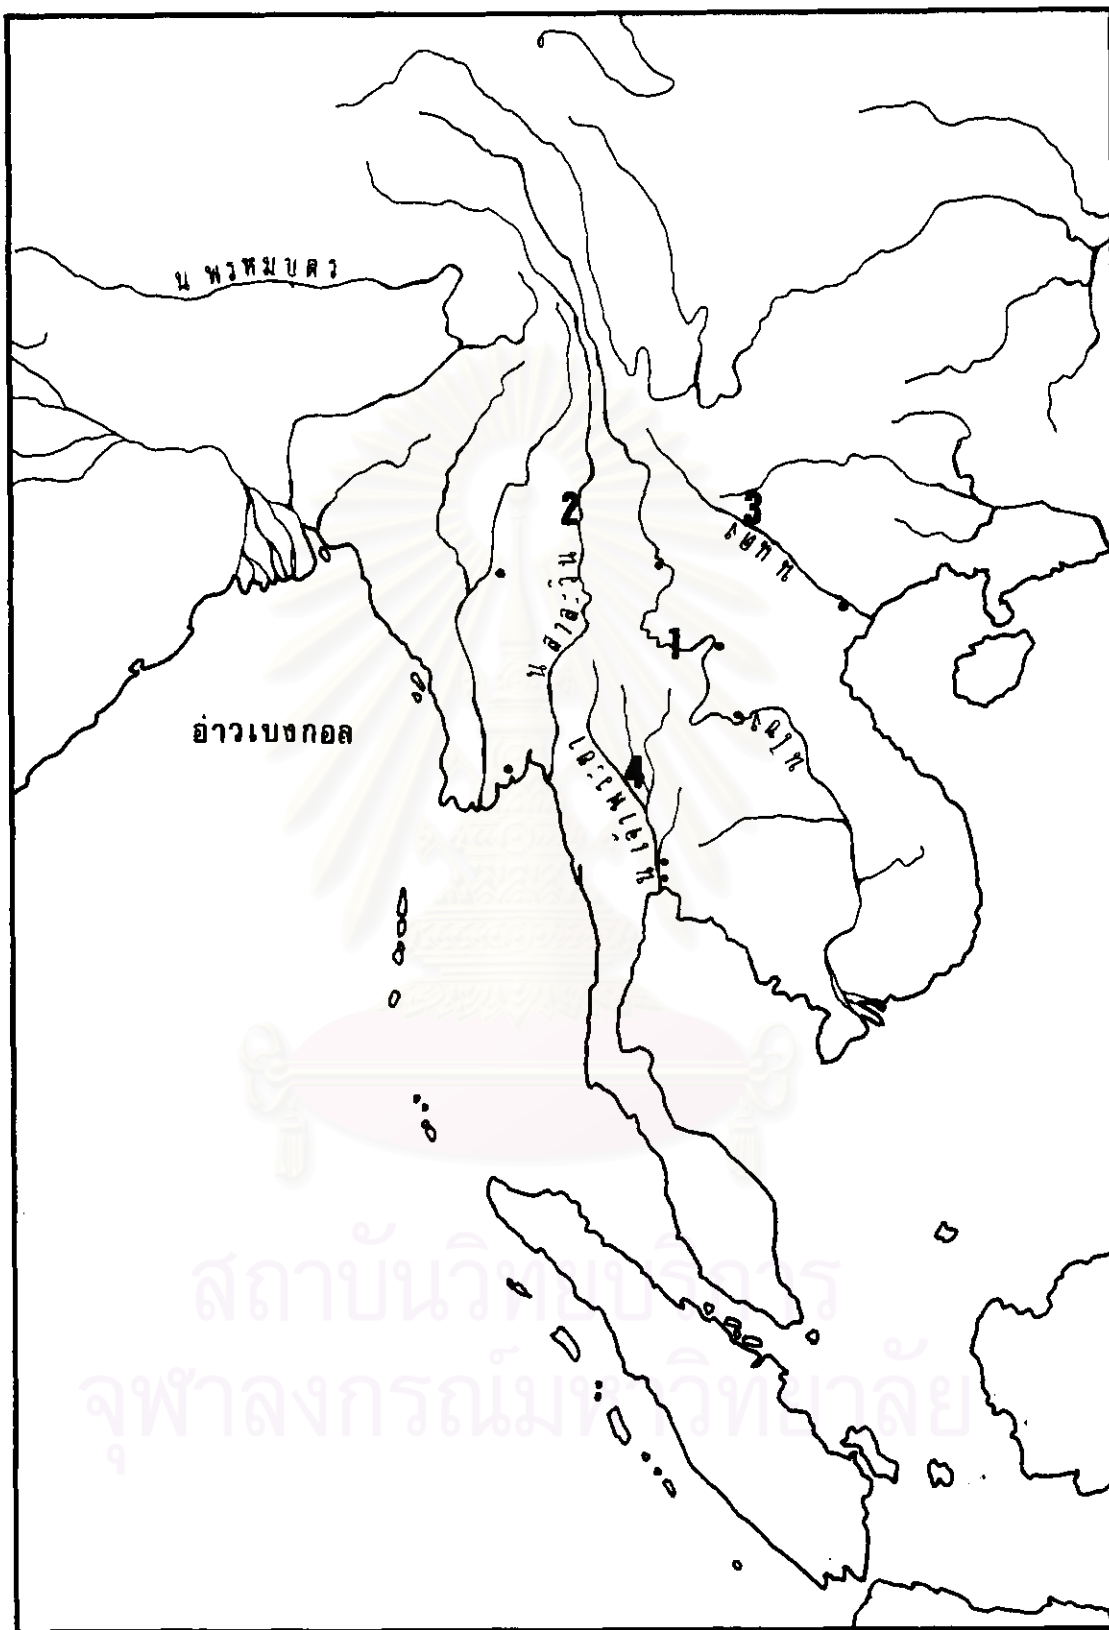 น พรหมบุตร
2
3
น แดง
น สาละวิน
1
อ่าวเบงกอล
น โขง
4
น เจ้าพระยา
สถาบันวิทยบริการ
จุฬาลงกรณ์มหาวิทยาลัย